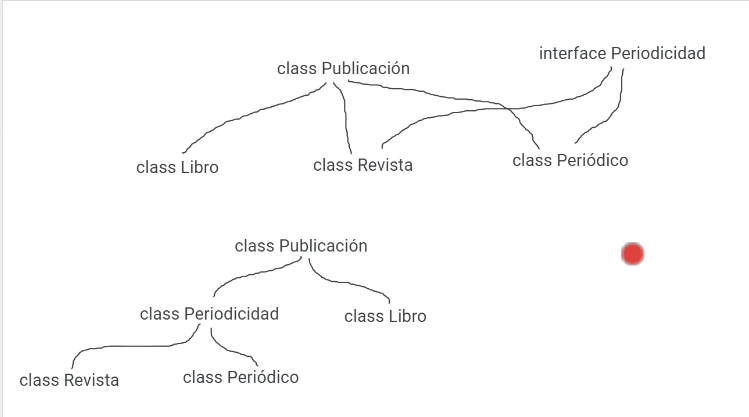 interface Periodicidad
class Publicación
class Libro
class Revista
class Periódico
class Publicación
class Periodicidad
class Libro
class Revista
class Periódico